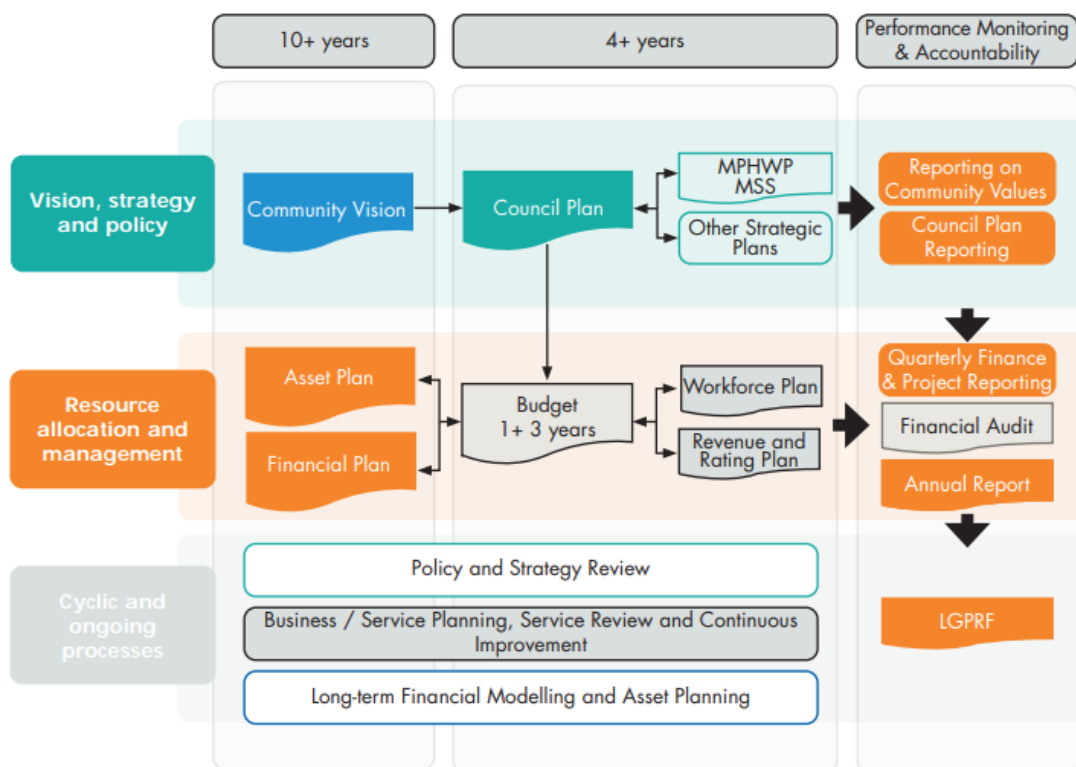 10+ years
4+ years
Performance Monitoring
& Accountability
Vision, strategy
and policy
Community Vision
Council Plan
MPHWP
MSS
Other Strategic
Plans
Reporting on
Community Values
Council Plan
Reporting
Resource
allocation and
management
Asset Plan
Financial Plan
Budget
1+ 3 years
Workforce Plan
Revenue and
Rating Plan
Quarterly Finance
& Project Reporting
Financial Audit
Annual Report
Cyclic and
ongoing
processes
Policy and Strategy Review
Business / Service Planning, Service Review and Continuous
Improvement
Long-term Financial Modelling and Asset Planning
LGPRF